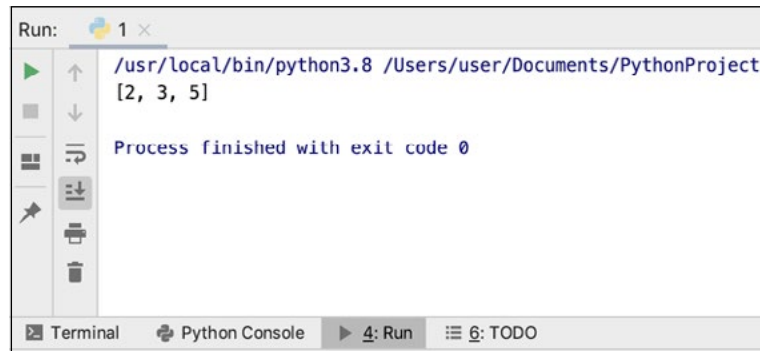 Run: 1
/usr/local/bin/python3.8 /Users/user/Documents/PythonProject
[2, 3, 5]
Process finished with exit code 0
Terminal Python Console 4: Run 6: TODO